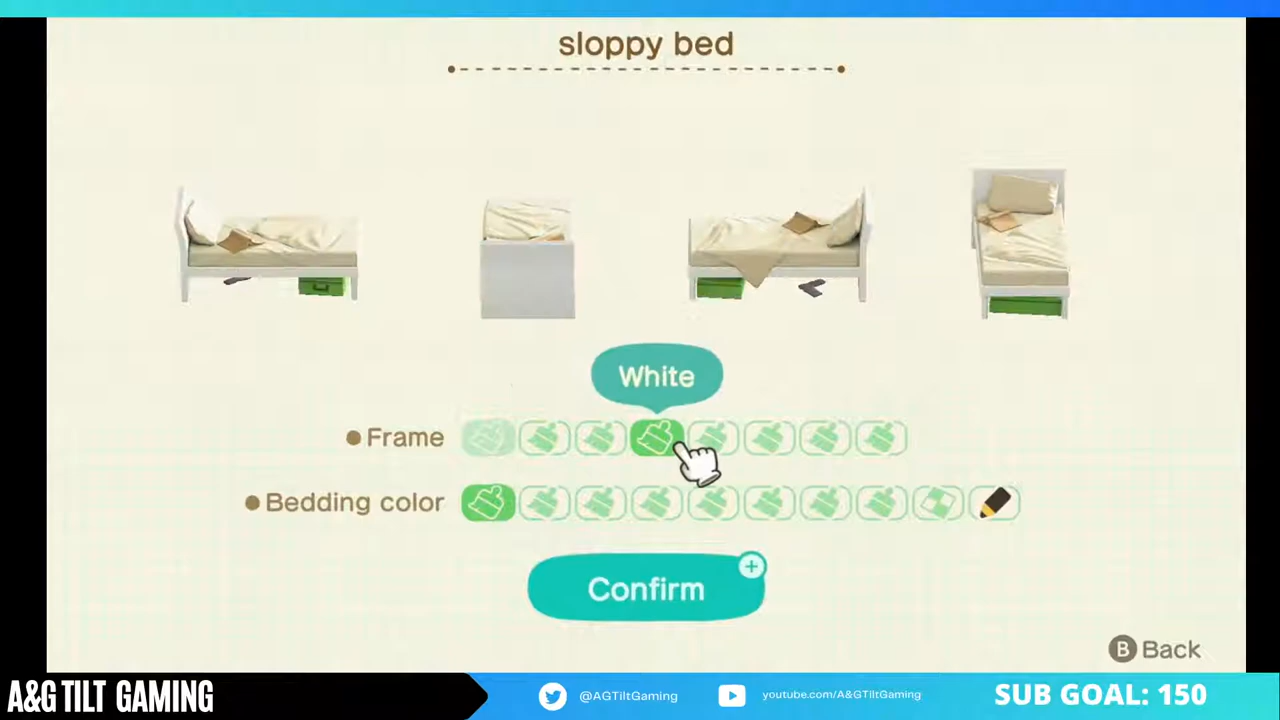 sloppy bed
White
Frame
Bedding color
Confirm
B Back
A&G TILT GAMING
@AGTiltGaming
youtube.com/A&GTiltGaming
SUB GOAL: 150